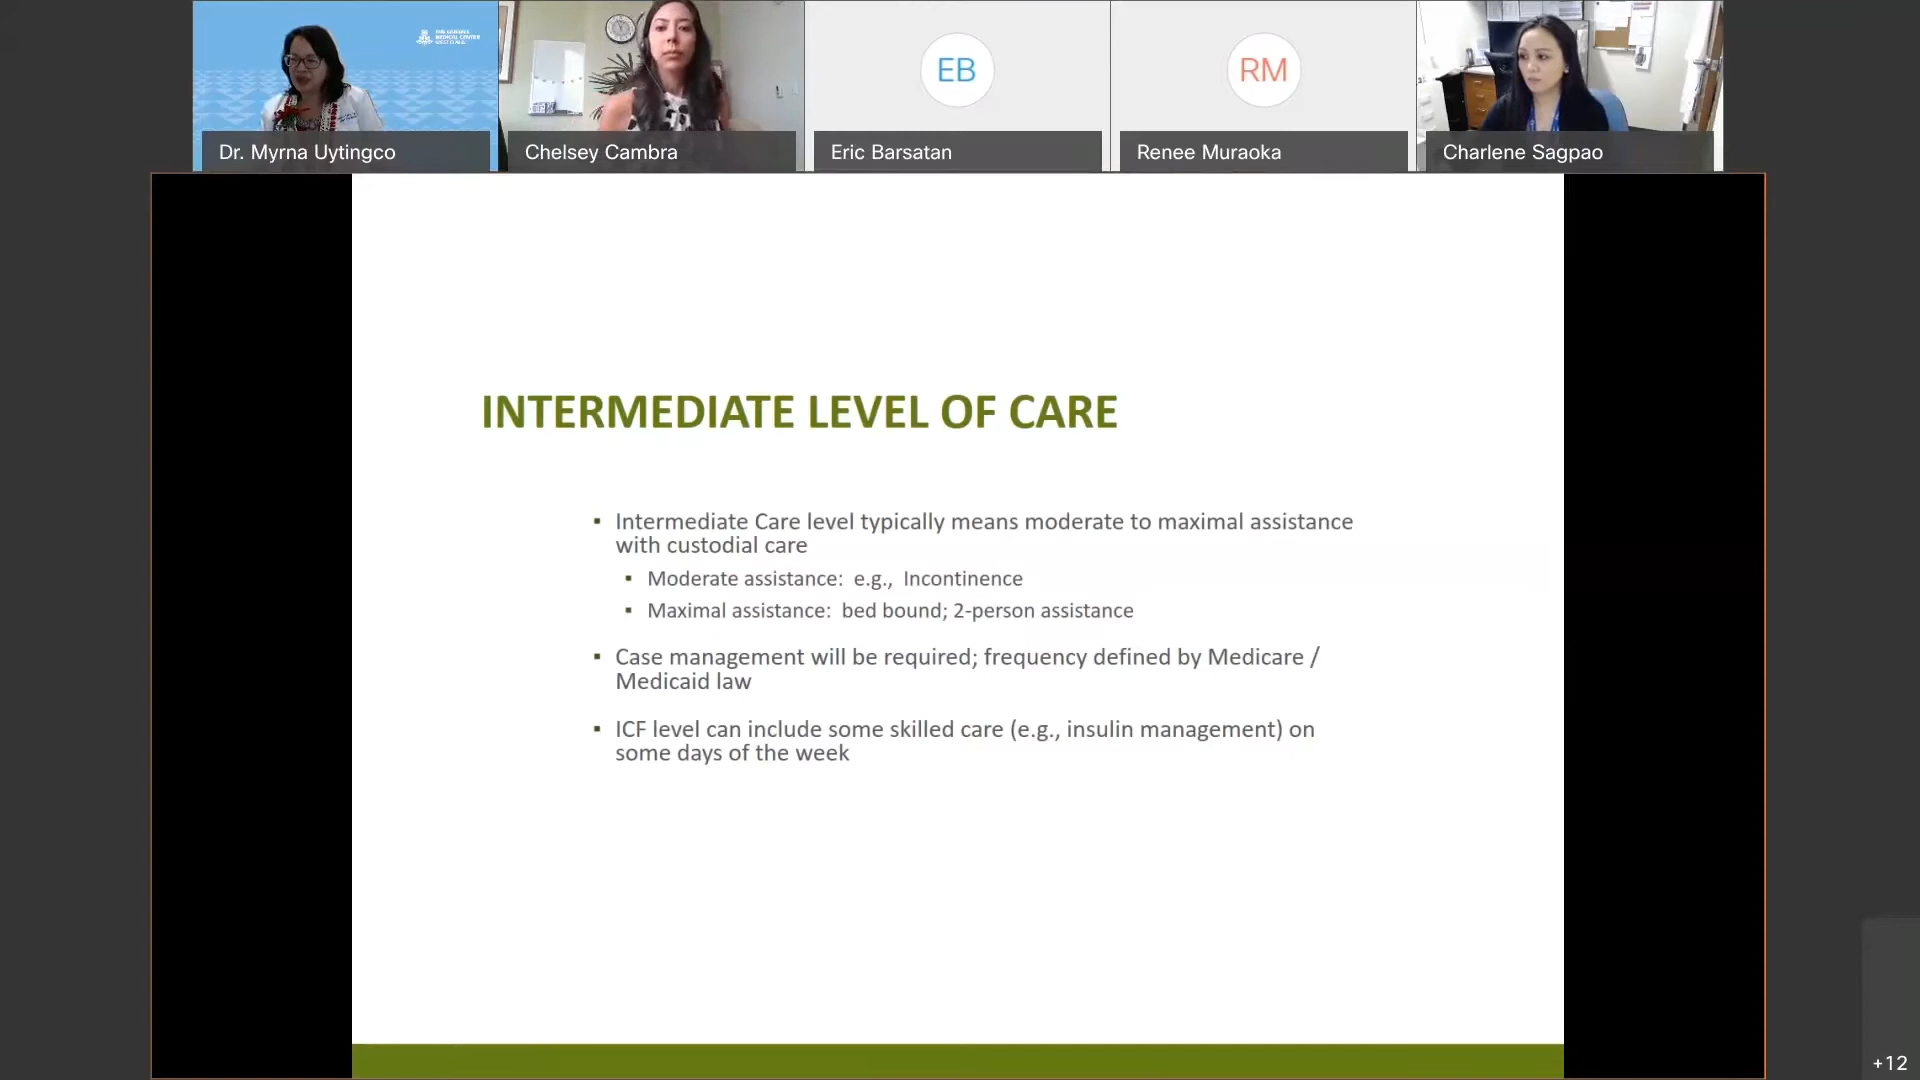 Dr. Myrna Uytingco
Chelsey Cambra
EB
Eric Barsatan
RM
Renee Muraoka
Charlene Sagpao
INTERMEDIATE LEVEL OF CARE
▪ Intermediate Care level typically means moderate to maximal assistance
with custodial care
▪ Moderate assistance: e.g., Incontinence
▪ Maximal assistance: bed bound; 2-person assistance
▪ Case management will be required; frequency defined by Medicare /
Medicaid law
▪ ICF level can include some skilled care (e.g., insulin management) on
some days of the week
+12